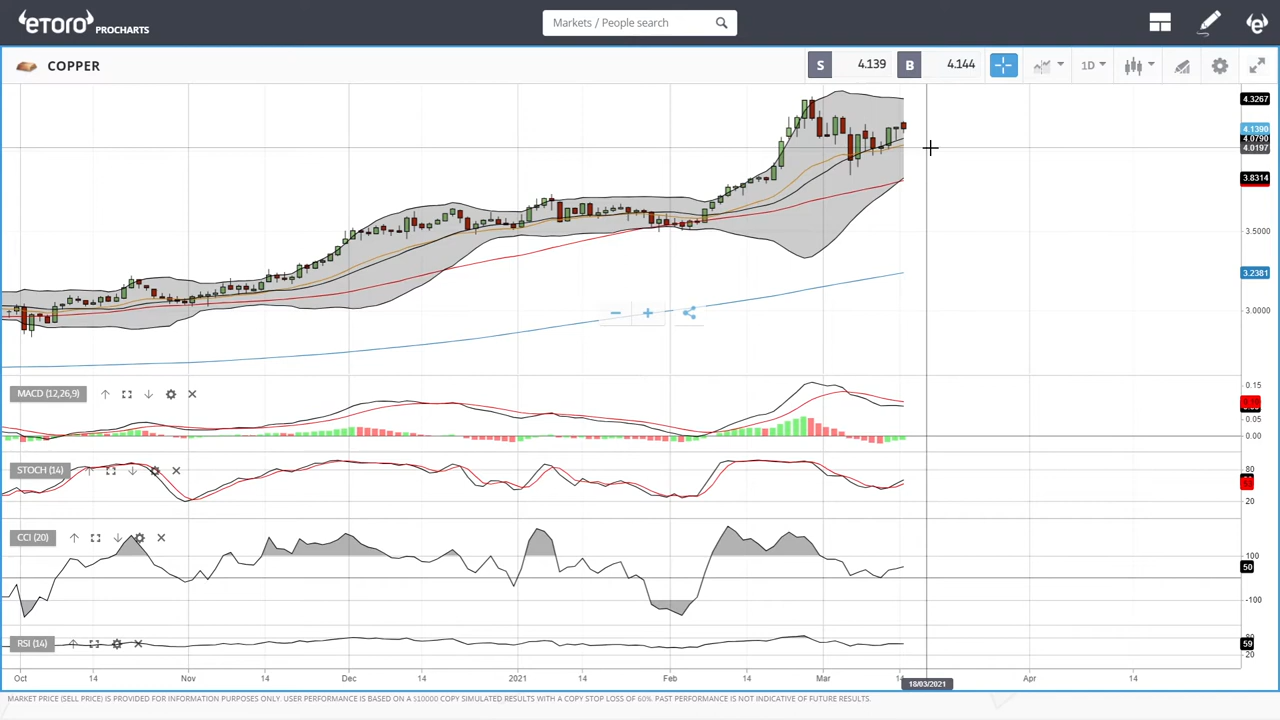 eToro PROCHARTS
Markets / People search
COPPER
S 4.139 B 4.144
1D
4.3267
4.1390
4.0790
4.0197
3.8314
3.5000
3.2381
3.0000
MACD (12,26,9)
0.15
0.05
0.00
STOCH (14)
80
20
CCI (20)
100
50
-100
RSI (14)
59
20
Oct 14 Nov 14 Dec 14 2021 14 Feb 14 Mar 14 Apr 14
18/03/2021
MARKET PRICE (SELL PRICE) IS PROVIDED FOR INFORMATION PURPOSES ONLY. USER PERFORMANCE IS BASED ON A $10000 COPY SIMULATED RESULTS WITH A COPY STOP LOSS OF 60%. PAST PERFORMANCE IS NOT INDICATIVE OF FUTURE RESULTS.